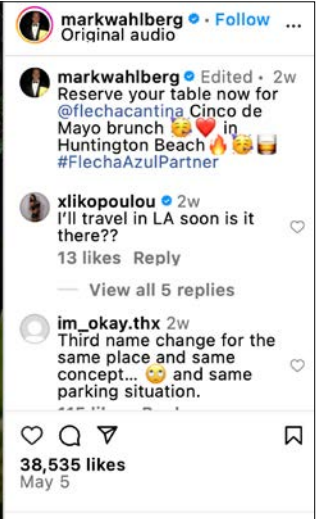 markwahlberg • Follow ...
Original audio
markwahlberg Edited • 2w
Reserve your table now for
@flechacantina Cinco de
Mayo brunch 🥳❤️ in
Huntington Beach🔥🥳🥃
#FlechaAzulPartner
xlikopoulou 2w
I'll travel in LA soon is it
there??
13 likes Reply
View all 5 replies
im_okay.thx 2w
Third name change for the
same place and same
concept... 🙄 and same
parking situation.
38,535 likes
May 5